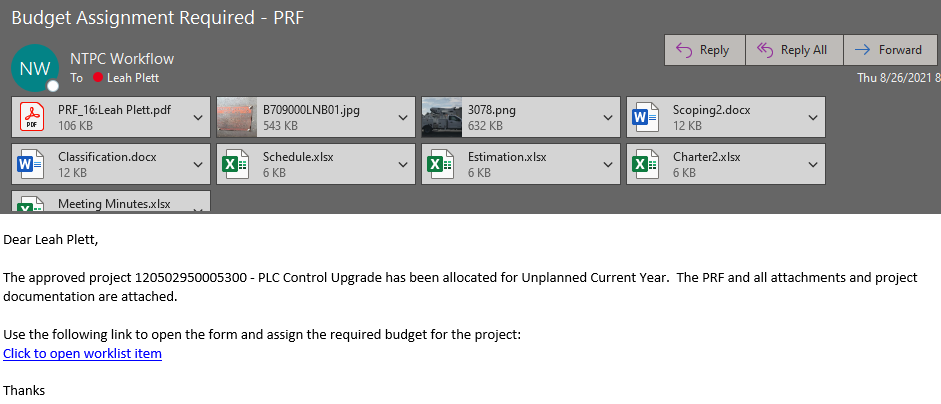 Budget Assignment Required - PRF
NW
NTPC Workflow
To Leah Plett
Reply
Reply All
Forward
Thu 8/26/2021 8
PRF_16:Leah Plett.pdf
106 KB
PDF
B709000LNB01.jpg
543 KB
3078.png
632 KB
Scoping2.docx
12 KB
Classification.docx
12 KB
Schedule.xlsx
6 KB
Estimation.xlsx
6 KB
Charter2.xlsx
6 KB
Meeting Minutes.xlsx
Dear Leah Plett,
The approved project 120502950005300 - PLC Control Upgrade has been allocated for Unplanned Current Year.  The PRF and all attachments and project
documentation are attached.
Use the following link to open the form and assign the required budget for the project:
Click to open worklist item
Thanks